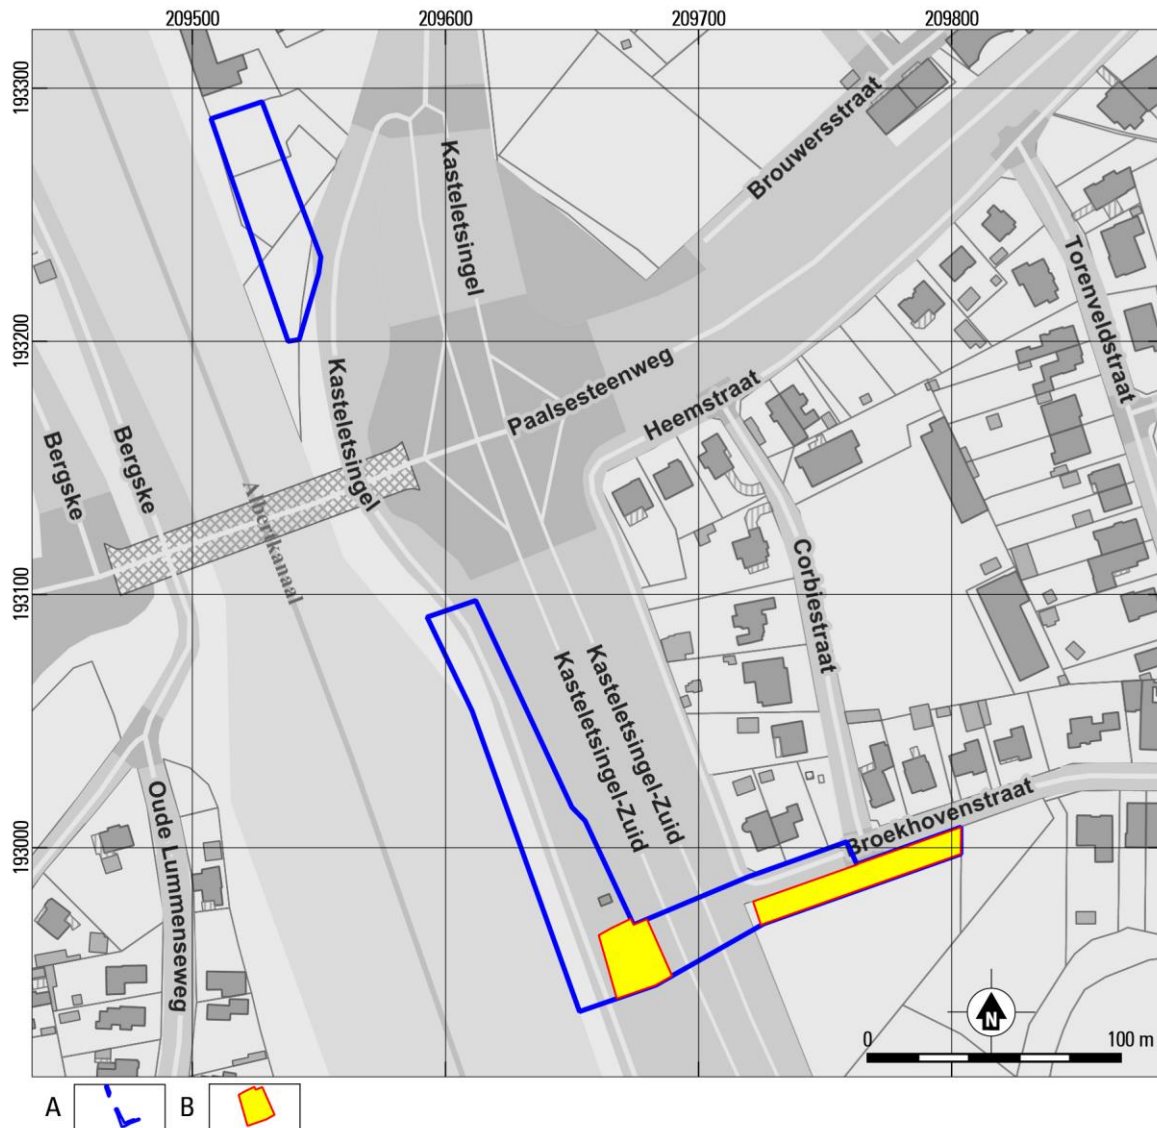 209500
209600
209700
209800
193300
193200
193100
193000
Brouwersstraat
Kasteletsingel
Torenveldstraat
Kasteletsingel
Paalsesteenweg
Heemstraat
Bergske
Bergske
Albertkanaal
Corbiestraat
Kasteletsingel-Zuid
Kasteletsingel-Zuid
Oude Lummenseweg
Broekhovenstraat
N
0
100 m
A
B